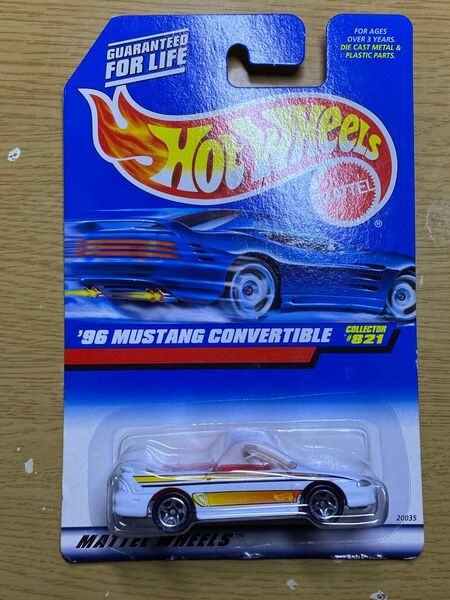 GUARANTEED
FOR LIFE
FOR AGES
OVER 3 YEARS.
DIE CAST METAL &
PLASTIC PARTS.
HOT WHEELS
MATTEL
®
'96 MUSTANG CONVERTIBLE
COLLECTOR
#821
20035
MATTEL WHEELS™